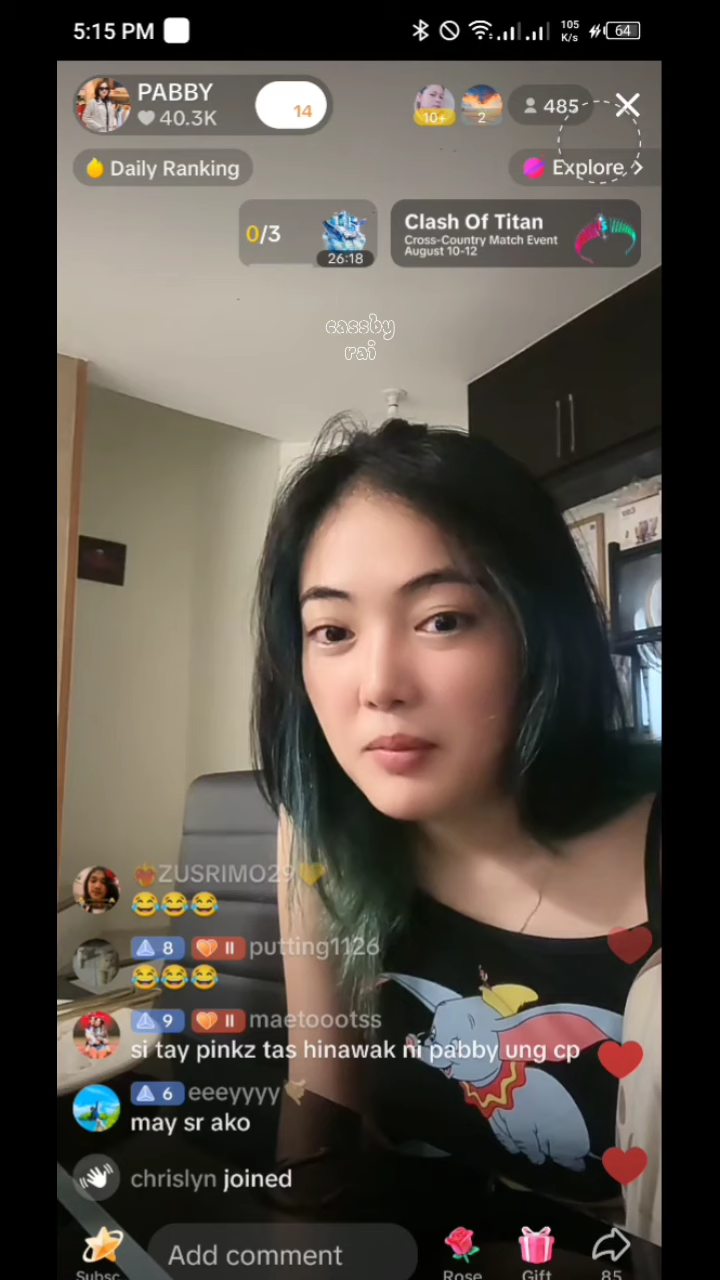 5:15 PM
105
K/s
64
PABBY
40.3K
14
10+
2
485
Daily Ranking
Explore
0/3
26:18
Clash Of Titan
Cross-Country Match Event
August 10-12
cassby
rai
ZUSRIMO29
😂😂😂
8 II putting1126
😂😂😂
9 II maetoootss
si tay pinkz tas hinawak ni pabby ung cp
6 eeeyyyy
may sr ako
chrislyn joined
Add comment
Subsc
Rose
Gift
85